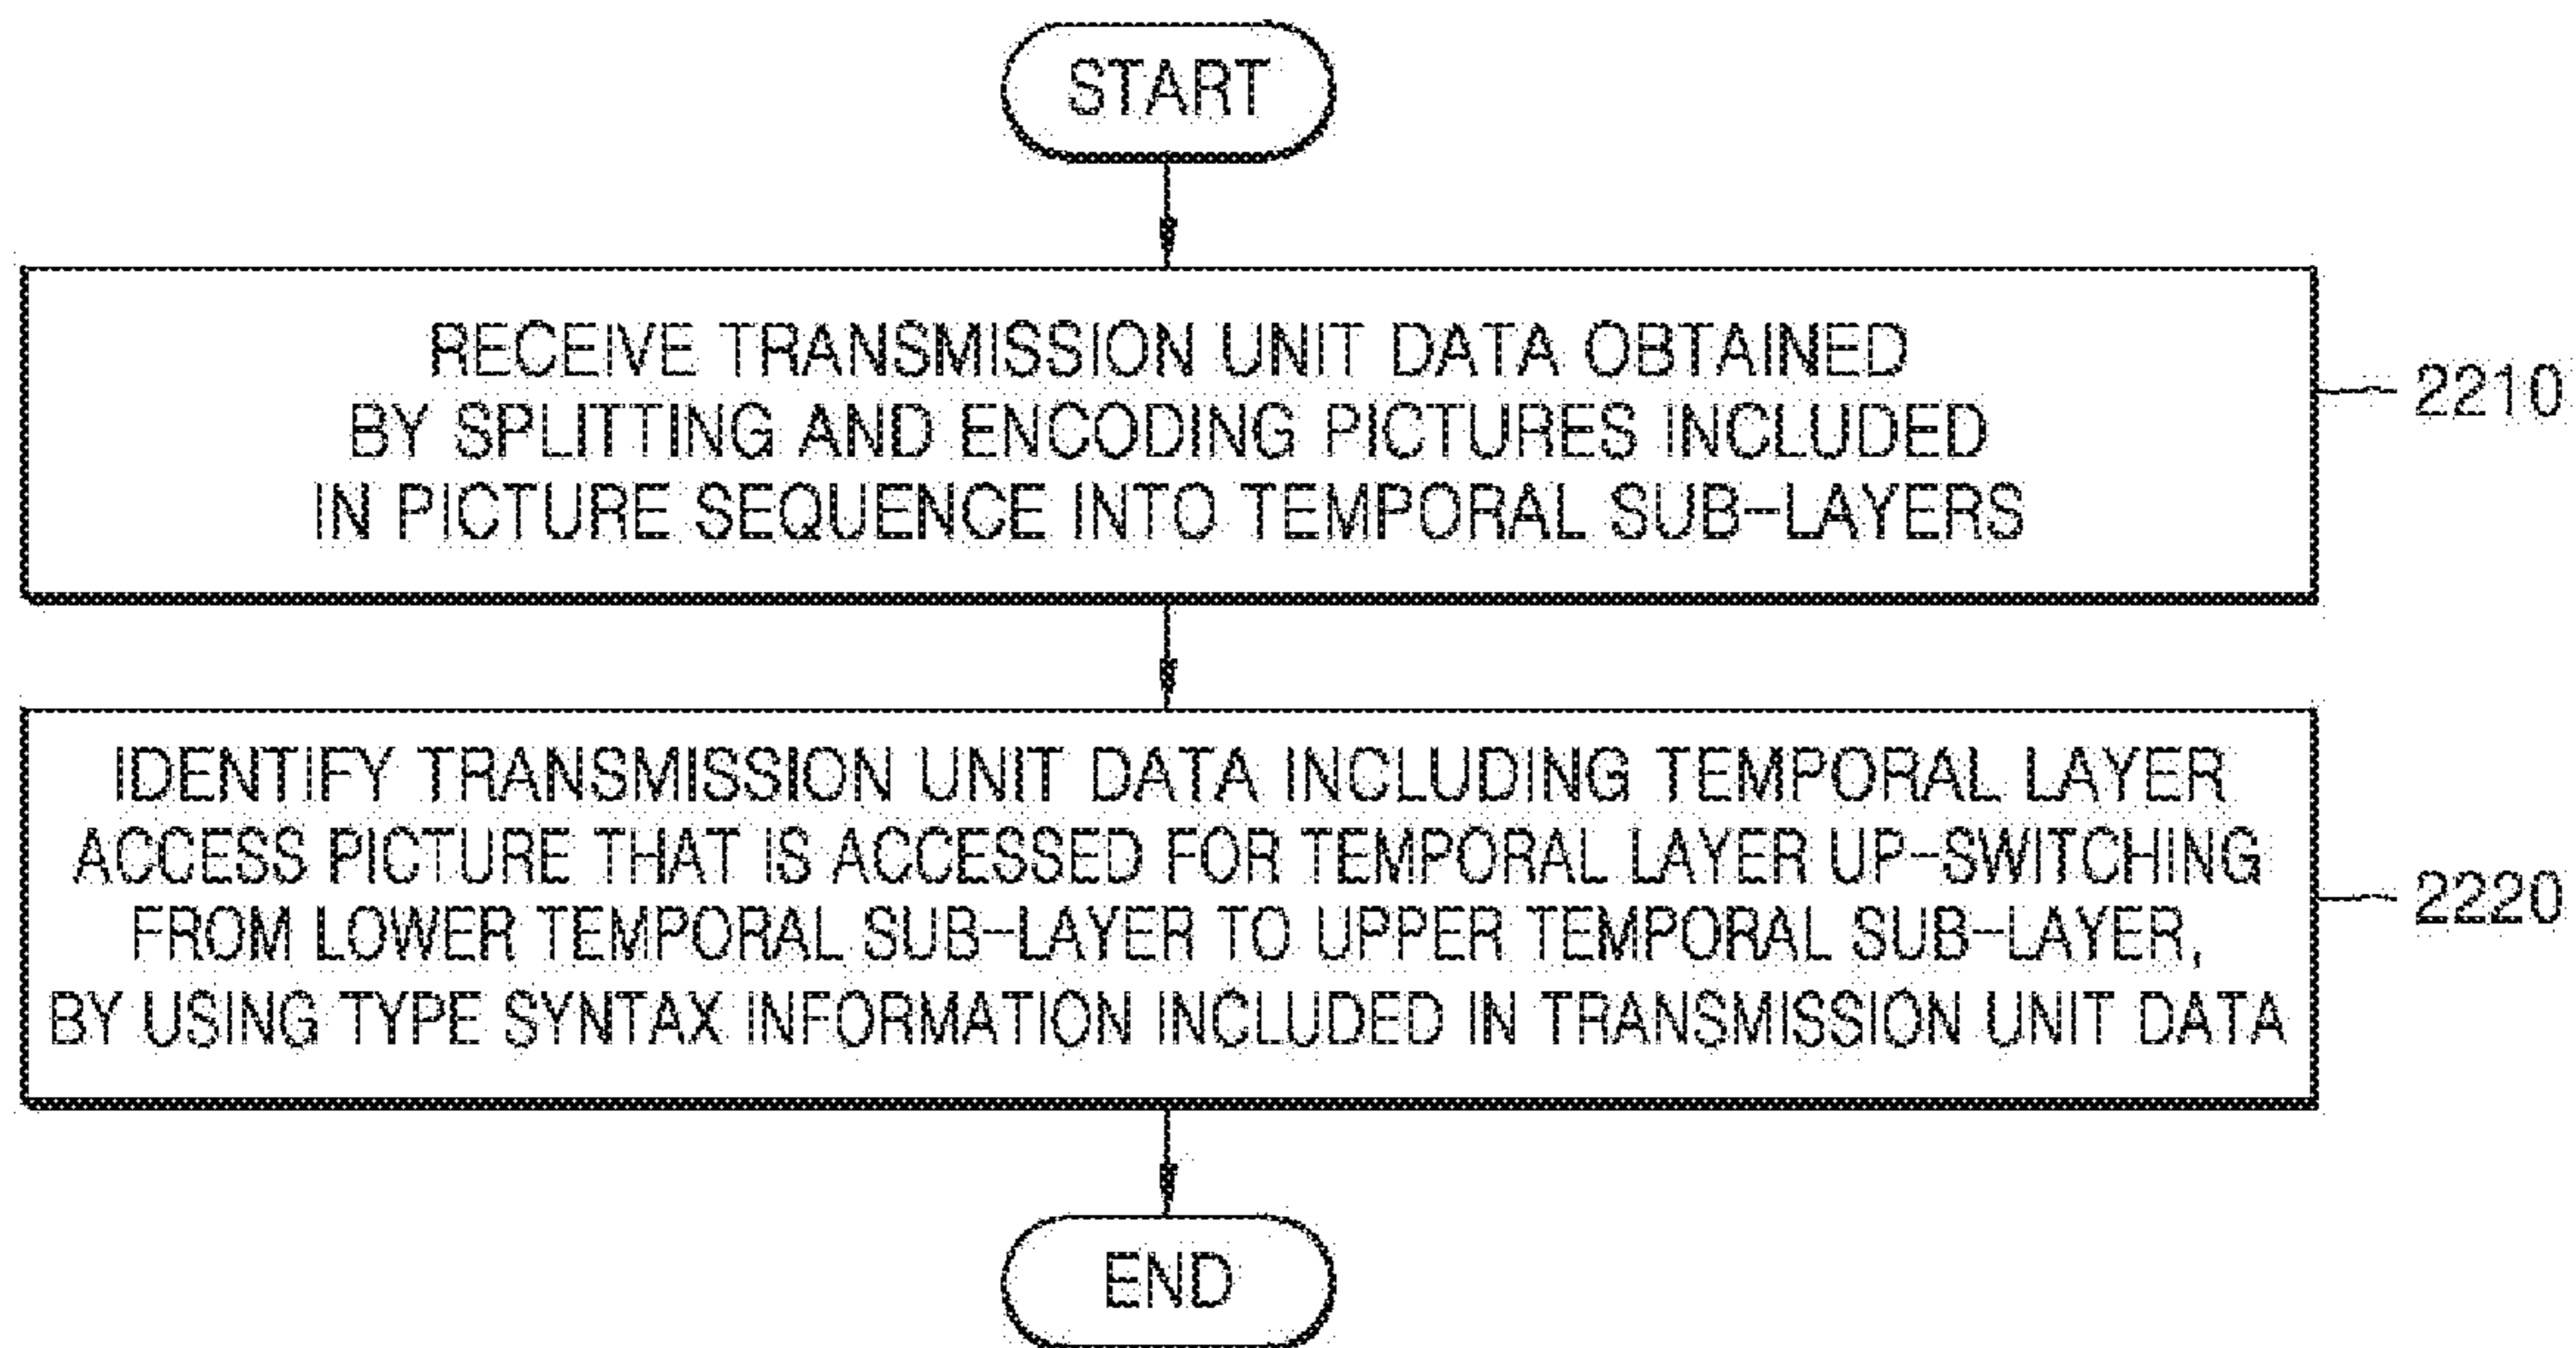 START
RECEIVE TRANSMISSION UNIT DATA OBTAINED
BY SPLITTING AND ENCODING PICTURES INCLUDED
IN PICTURE SEQUENCE INTO TEMPORAL SUB-LAYERS
2210
IDENTIFY TRANSMISSION UNIT DATA INCLUDING TEMPORAL LAYER
ACCESS PICTURE THAT IS ACCESSED FOR TEMPORAL LAYER UP-SWITCHING
FROM LOWER TEMPORAL SUB-LAYER TO UPPER TEMPORAL SUB-LAYER,
BY USING TYPE SYNTAX INFORMATION INCLUDED IN TRANSMISSION UNIT DATA
2220
END